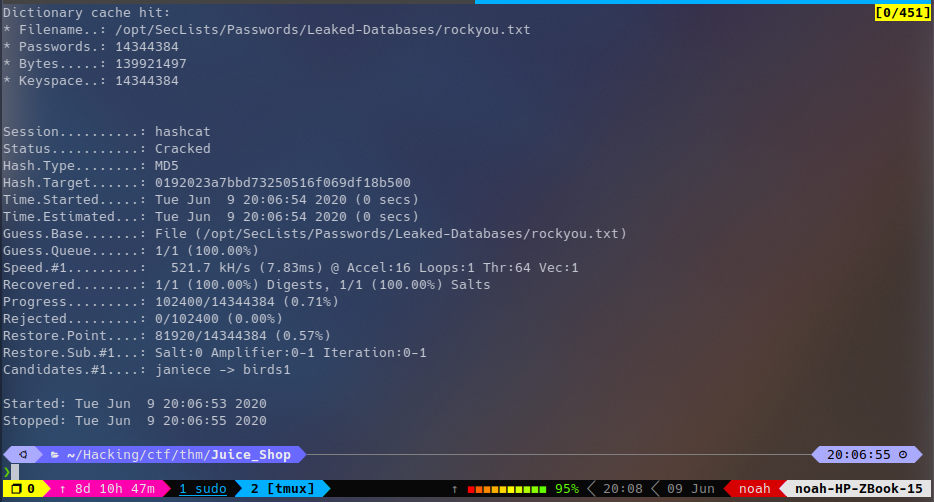 Dictionary cache hit:
[0/451]
* Filename..: /opt/SecLists/Passwords/Leaked-Databases/rockyou.txt
* Passwords.: 14344384
* Bytes.....: 139921497
* Keyspace..: 14344384
Session..........: hashcat
Status...........: Cracked
Hash.Type........: MD5
Hash.Target......: 0192023a7bbd73250516f069df18b500
Time.Started.....: Tue Jun  9 20:06:54 2020 (0 secs)
Time.Estimated...: Tue Jun  9 20:06:54 2020 (0 secs)
Guess.Base.......: File (/opt/SecLists/Passwords/Leaked-Databases/rockyou.txt)
Guess.Queue......: 1/1 (100.00%)
Speed.#1.........:   521.7 kH/s (7.83ms) @ Accel:16 Loops:1 Thr:64 Vec:1
Recovered........: 1/1 (100.00%) Digests, 1/1 (100.00%) Salts
Progress.........: 102400/14344384 (0.71%)
Rejected.........: 0/102400 (0.00%)
Restore.Point....: 81920/14344384 (0.57%)
Restore.Sub.#1...: Salt:0 Amplifier:0-1 Iteration:0-1
Candidates.#1....: janiece -> birds1
Started: Tue Jun  9 20:06:53 2020
Stopped: Tue Jun  9 20:06:55 2020
~/Hacking/ctf/thm/Juice_Shop 20:06:55
❯
0 ↑ 8d 10h 47m 1 sudo 2 [tmux] ↑ 95% 20:08 09 Jun noah noah-HP-ZBook-15